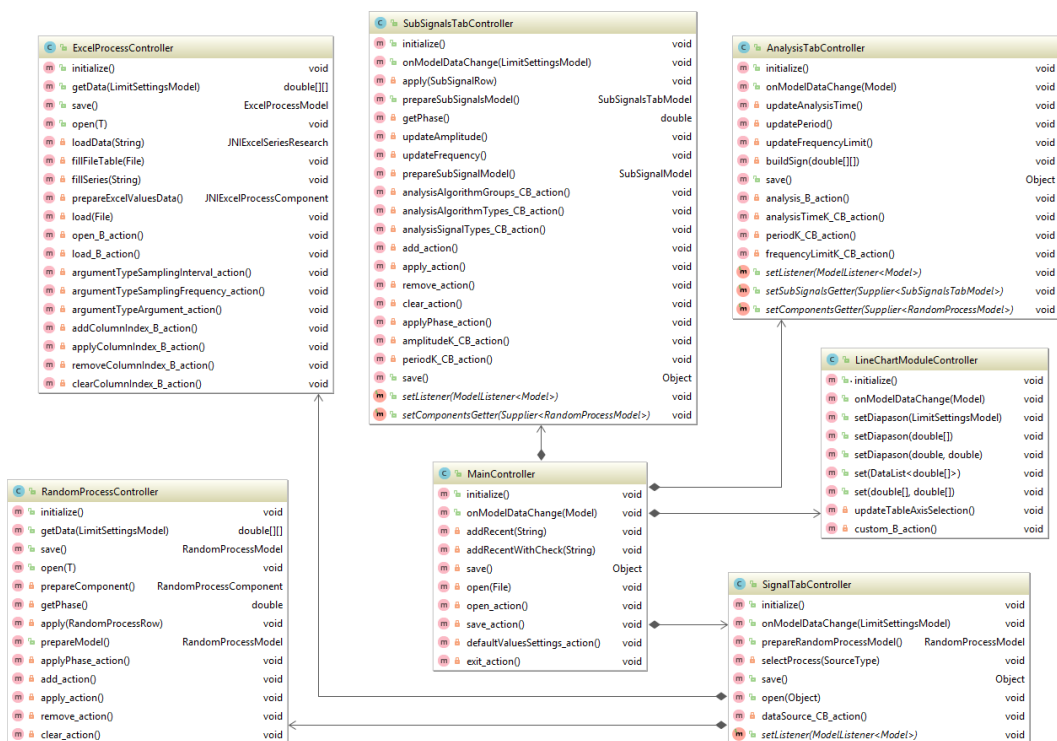 ExcelProcessController
initialize() void
getData(LimitSettingsModel) double[][]
save() ExcelProcessModel
open(T) void
loadData(String) JNIExcelSeriesResearch
fillFileTable(File) void
fillSeries(String) void
prepareExcelValuesData() JNIExcelProcessComponent
load(File) void
open_B_action() void
load_B_action() void
argumentTypeSamplingInterval_action() void
argumentTypeSamplingFrequency_action() void
argumentTypeArgument_action() void
addColumnIndex_B_action() void
applyColumnIndex_B_action() void
removeColumnIndex_B_action() void
clearColumnIndex_B_action() void
SubSignalsTabController
initialize() void
onModelDataChange(LimitSettingsModel) void
apply(SubSignalRow) void
prepareSubSignalsModel() SubSignalsTabModel
getPhase() double
updateAmplitude() void
updateFrequency() void
prepareSubSignalModel() SubSignalModel
analysisAlgorithmGroups_CB_action() void
analysisAlgorithmTypes_CB_action() void
analysisSignalTypes_CB_action() void
add_action() void
apply_action() void
remove_action() void
clear_action() void
applyPhase_action() void
amplitudeK_CB_action() void
periodK_CB_action() void
save() Object
setListener(ModelListener<Model>) void
setComponentsGetter(Supplier<RandomProcessModel>) void
AnalysisTabController
initialize() void
onModelDataChange(Model) void
updateAnalysisTime() void
updatePeriod() void
updateFrequencyLimit() void
buildSign(double[][]) void
save() Object
analysis_B_action() void
analysisTimeK_CB_action() void
periodK_CB_action() void
frequencyLimitK_CB_action() void
setListener(ModelListener<Model>) void
setSubSignalsGetter(Supplier<SubSignalsTabModel>) void
setComponentsGetter(Supplier<RandomProcessModel>) void
LineChartModuleController
initialize() void
onModelDataChange(Model) void
setDiapason(LimitSettingsModel) void
setDiapason(double[]) void
setDiapason(double, double) void
set(DataList<double[]>) void
set(double[], double[]) void
updateTableAxisSelection() void
custom_B_action() void
MainController
initialize() void
onModelDataChange(Model) void
addRecent(String) void
addRecentWithCheck(String) void
save() Object
open(File) void
open_action() void
save_action() void
defaultValuesSettings_action() void
exit_action() void
RandomProcessController
initialize() void
getData(LimitSettingsModel) double[][]
save() RandomProcessModel
open(T) void
prepareComponent() RandomProcessComponent
getPhase() double
apply(RandomProcessRow) void
prepareModel() RandomProcessModel
applyPhase_action() void
add_action() void
apply_action() void
remove_action() void
clear_action() void
SignalTabController
initialize() void
onModelDataChange(LimitSettingsModel) void
prepareRandomProcessModel() RandomProcessModel
selectProcess(SourceType) void
save() Object
open(Object) void
dataSource_CB_action() void
setListener(ModelListener<Model>) void